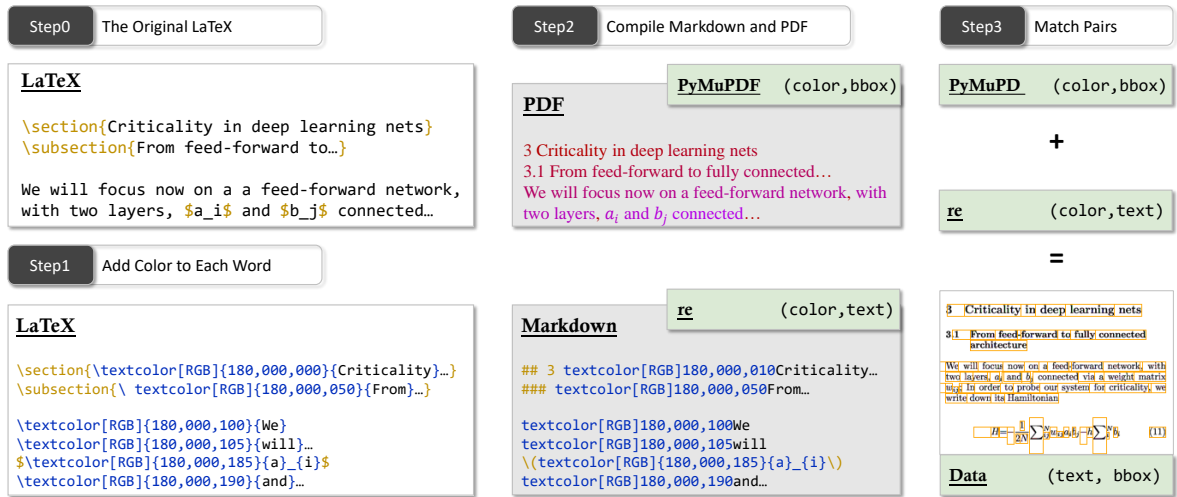 Step0 The Original LaTeX
LaTeX
\section{Criticality in deep learning nets}
\subsection{From feed-forward to…}
We will focus now on a a feed-forward network,
with two layers, $a_i$ and $b_j$ connected…
Step1 Add Color to Each Word
LaTeX
\section{\textcolor[RGB]{180,000,000}{Criticality}…}
\subsection{\ textcolor[RGB]{180,000,050}{From}…}
\textcolor[RGB]{180,000,100}{We}
\textcolor[RGB]{180,000,105}{will}…
$\textcolor[RGB]{180,000,185}{a}_{i}$
\textcolor[RGB]{180,000,190}{and}…
Step2 Compile Markdown and PDF
PyMuPDF (color,bbox)
PDF
3 Criticality in deep learning nets
3.1 From feed-forward to fully connected…
We will focus now on a feed-forward network, with
two layers, a_i and b_j connected…
re (color,text)
Markdown
## 3 textcolor[RGB]180,000,010Criticality…
### textcolor[RGB]180,000,050From…
textcolor[RGB]180,000,100We
textcolor[RGB]180,000,105will
\(textcolor[RGB]{180,000,185}{a}_{i}\)
textcolor[RGB]180,000,190and…
Step3 Match Pairs
PyMuPD (color,bbox)
+
re (color,text)
=
3 Criticality in deep learning nets
3.1 From feed-forward to fully connected
architecture
We will focus now on a feed-forward network, with
two layers, a_i and b_j connected via a weight matrix
w_ij: In order to probe our system for criticality, we
write down its Hamiltonian
(11)
Data (text, bbox)